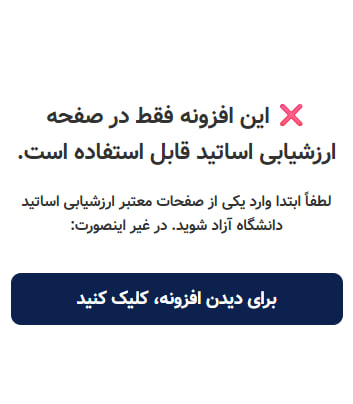 ❌ این افزونه فقط در صفحه
ارزشیابی اساتید قابل استفاده است.
لطفاً ابتدا وارد یکی از صفحات معتبر ارزشیابی اساتید
دانشگاه آزاد شوید. در غیر اینصورت:
برای دیدن افزونه، کلیک کنید